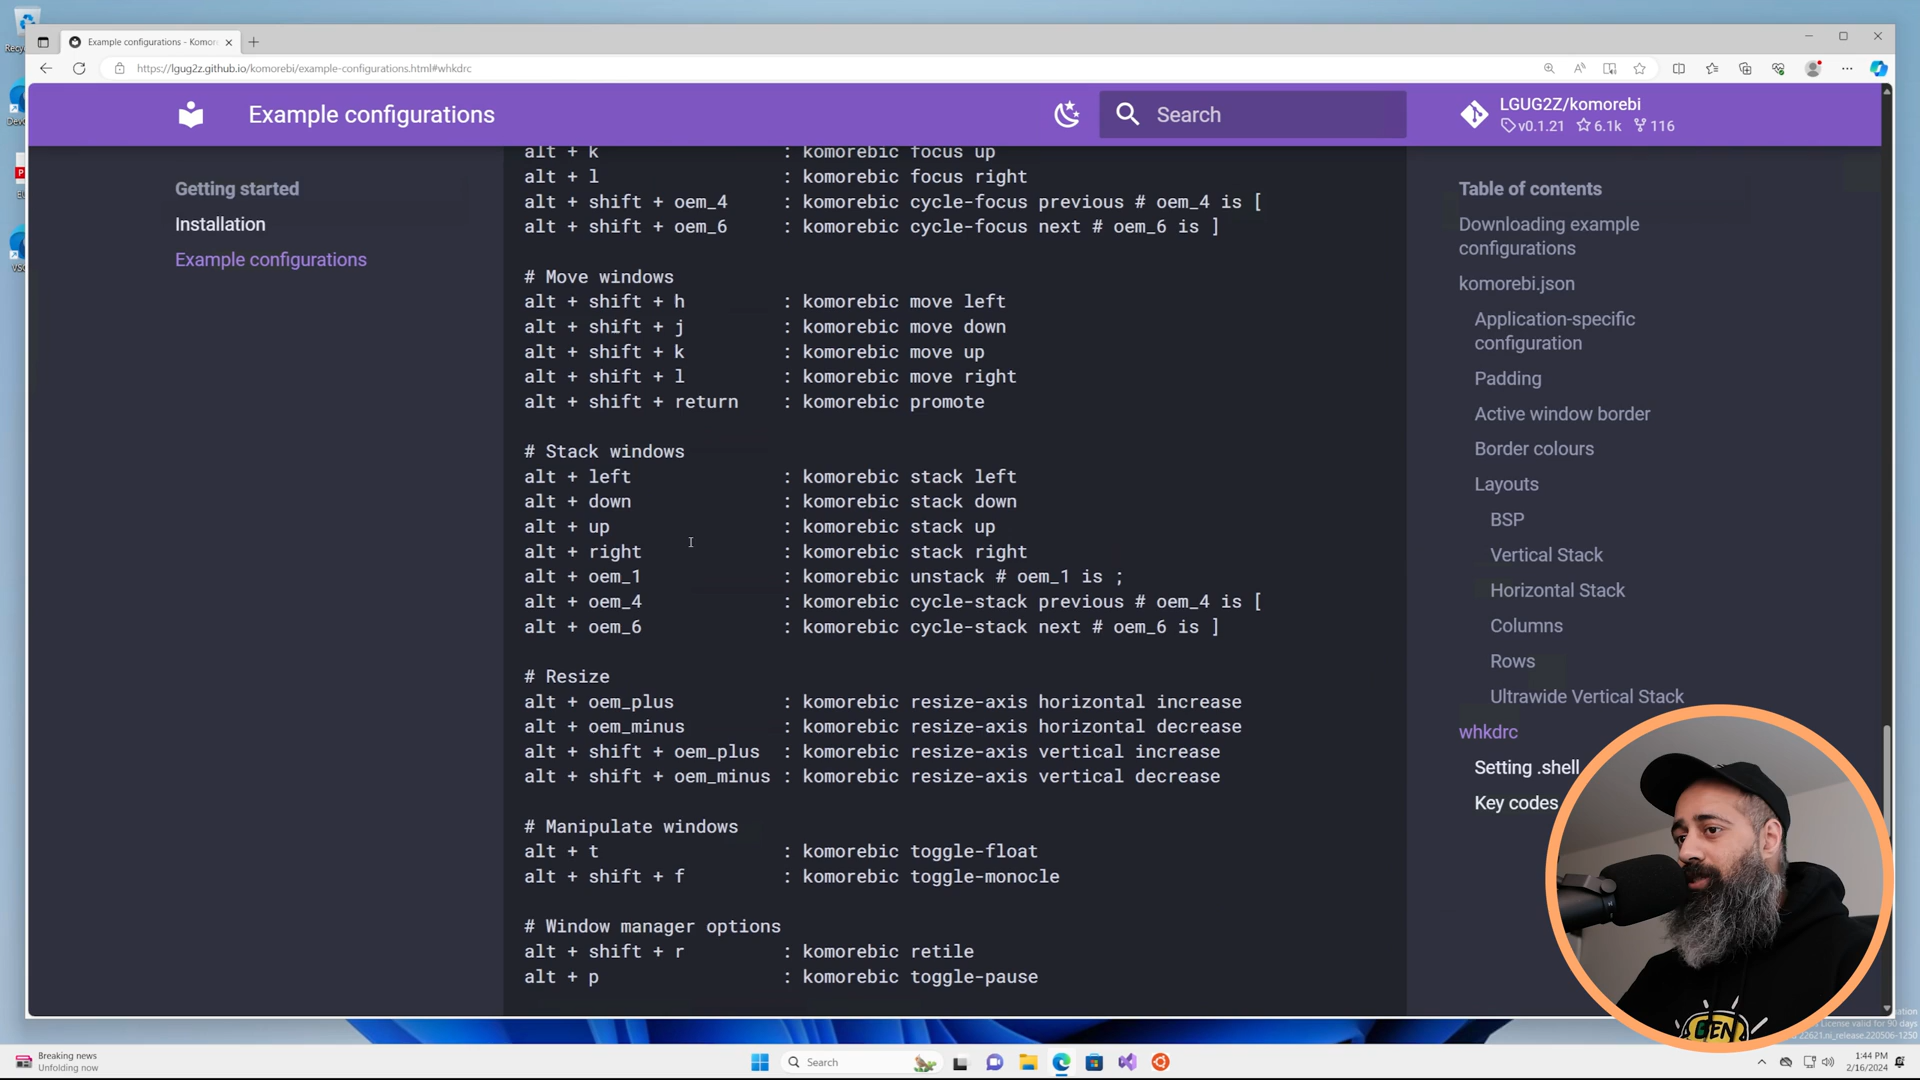 Example configurations - Komor
https://lgug2z.github.io/komorebi/example-configurations.html#whkdrc
Example configurations
Search
LGUG2Z/komorebi
v0.1.21 6.1k 116
Getting started
Installation
Example configurations
alt + k : komorebic focus up
alt + l : komorebic focus right
alt + shift + oem_4 : komorebic cycle-focus previous # oem_4 is [
alt + shift + oem_6 : komorebic cycle-focus next # oem_6 is ]
# Move windows
alt + shift + h : komorebic move left
alt + shift + j : komorebic move down
alt + shift + k : komorebic move up
alt + shift + l : komorebic move right
alt + shift + return : komorebic promote
# Stack windows
alt + left : komorebic stack left
alt + down : komorebic stack down
alt + up : komorebic stack up
alt + right : komorebic stack right
alt + oem_1 : komorebic unstack # oem_1 is ;
alt + oem_4 : komorebic cycle-stack previous # oem_4 is [
alt + oem_6 : komorebic cycle-stack next # oem_6 is ]
# Resize
alt + oem_plus : komorebic resize-axis horizontal increase
alt + oem_minus : komorebic resize-axis horizontal decrease
alt + shift + oem_plus : komorebic resize-axis vertical increase
alt + shift + oem_minus : komorebic resize-axis vertical decrease
# Manipulate windows
alt + t : komorebic toggle-float
alt + shift + f : komorebic toggle-monocle
# Window manager options
alt + shift + r : komorebic retile
alt + p : komorebic toggle-pause
Table of contents
Downloading example
configurations
komorebi.json
Application-specific
configuration
Padding
Active window border
Border colours
Layouts
BSP
Vertical Stack
Horizontal Stack
Columns
Rows
Ultrawide Vertical Stack
whkdrc
Setting .shell
Key codes
License valid for 90 days
22621.ni_release.220506-1250
Breaking news
Unfolding now
Search
1:44 PM
2/16/2024